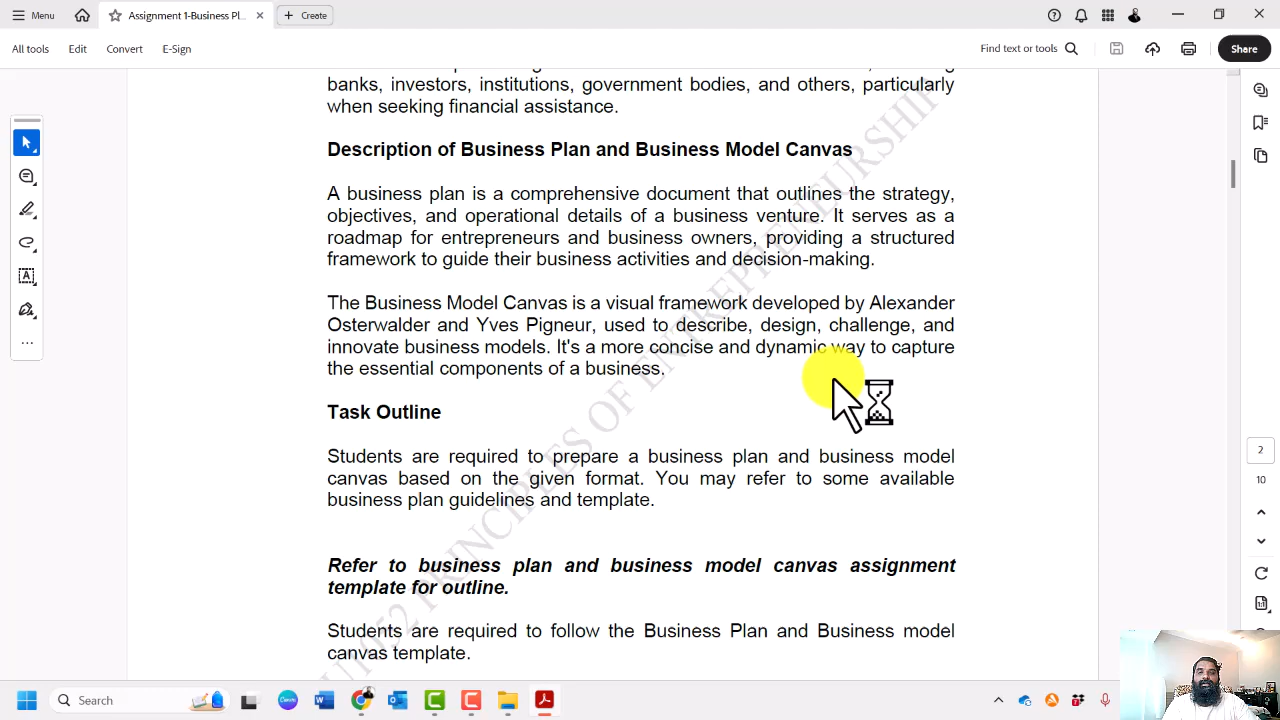 Menu
Assignment 1-Business Pl...
Create
All tools
Edit
Convert
E-Sign
Find text or tools
Share
banks, investors, institutions, government bodies, and others, particularly
when seeking financial assistance.
Description of Business Plan and Business Model Canvas
A business plan is a comprehensive document that outlines the strategy,
objectives, and operational details of a business venture. It serves as a
roadmap for entrepreneurs and business owners, providing a structured
framework to guide their business activities and decision-making.
The Business Model Canvas is a visual framework developed by Alexander
Osterwalder and Yves Pigneur, used to describe, design, challenge, and
innovate business models. It's a more concise and dynamic way to capture
the essential components of a business.
Task Outline
Students are required to prepare a business plan and business model
canvas based on the given format. You may refer to some available
business plan guidelines and template.
Refer to business plan and business model canvas assignment
template for outline.
Students are required to follow the Business Plan and Business model
canvas template.
PRINCIPLES OF ENTREPRENEURSHIP
2
10
Search